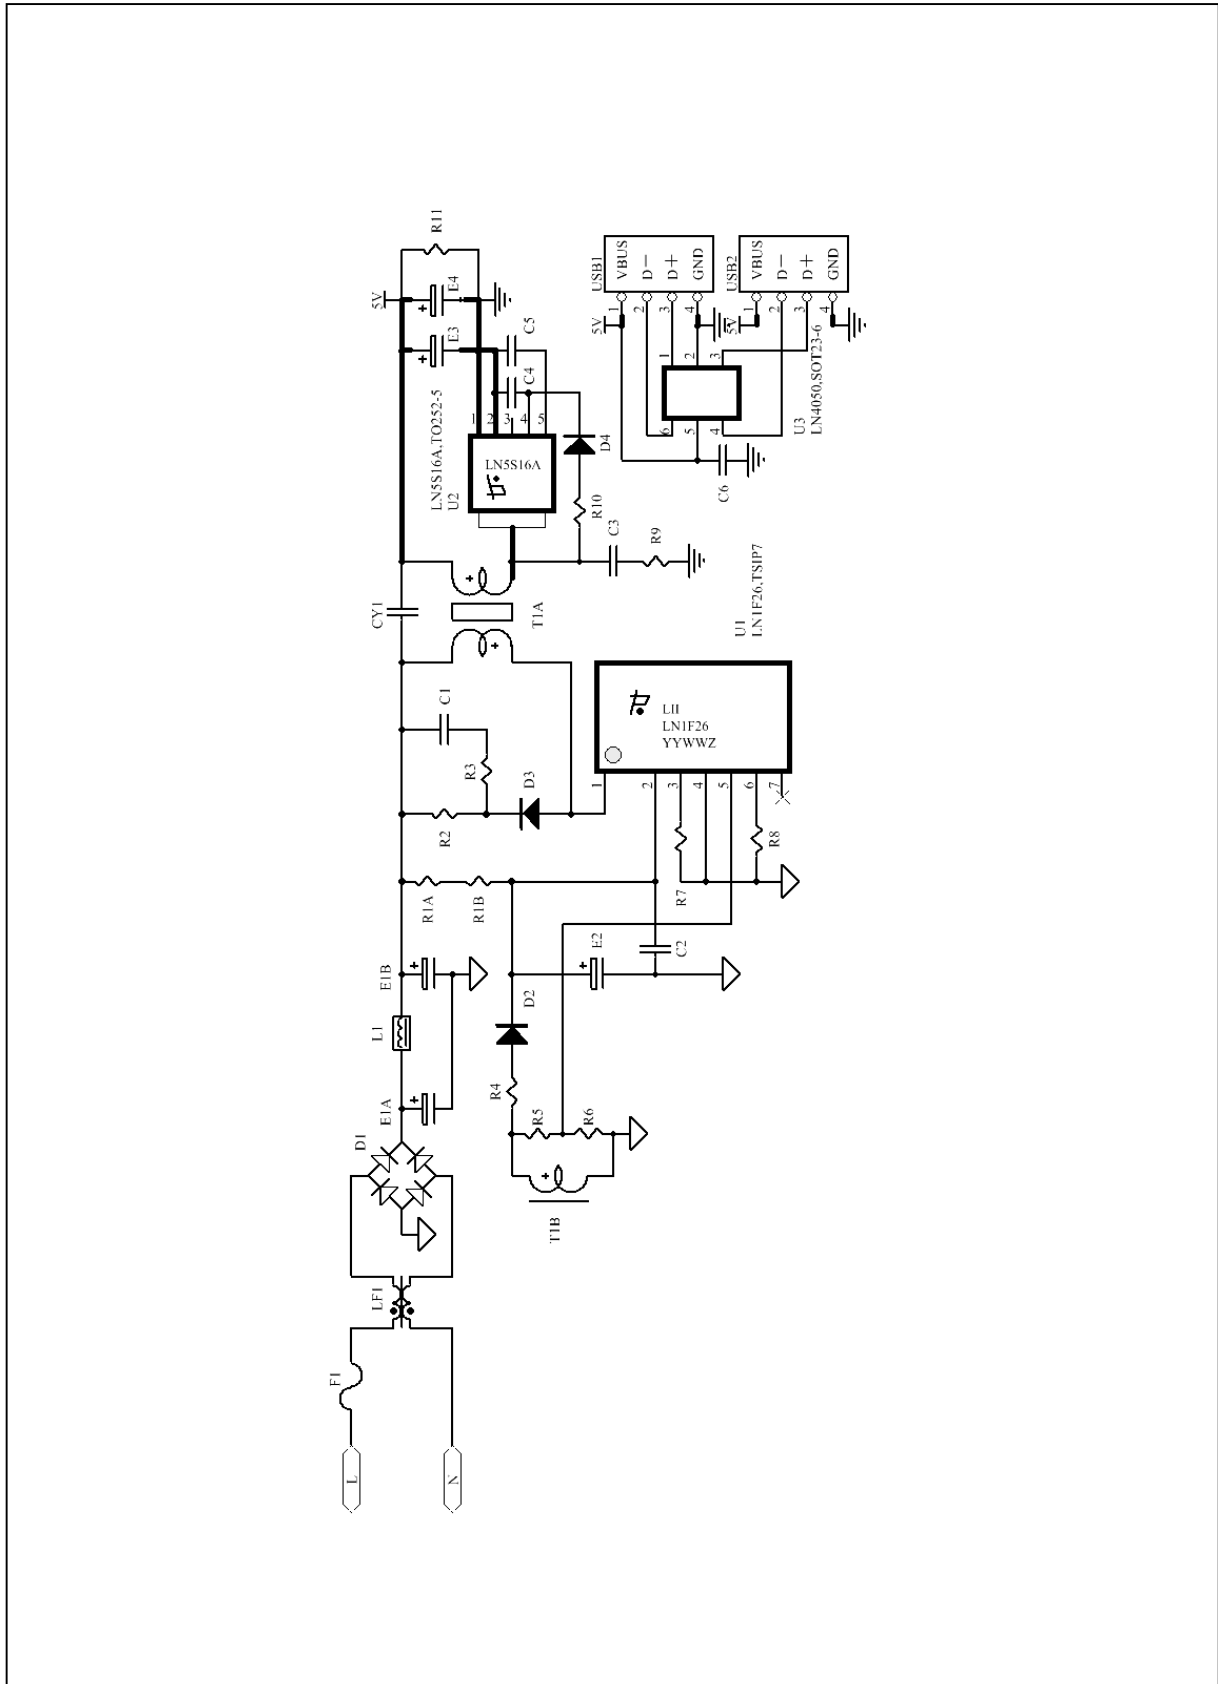 L
N
F1
LF1
D1
E1A
L1
E1B
R1A
R1B
R2
R3
C1
D3
CY1
T1A
T1B
R5
R6
R4
D2
E2
C2
R7
R8
1
2
3
4
5
6
7
LII
LN1F26
YYWWZ
U1
LN1F26,TSIP7
C3
R9
R10
D4
LN5S16A,TO252-5
U2
LN5S16A
1
2
3
4
5
C4
C5
5V
E3
E4
R11
USB1
VBUS
D-
D+
GND
1
2
3
4
5V
USB2
VBUS
D-
D+
GND
1
2
3
4
5V
1
2
3
6
5
4
C6
U3
LN4050,SOT23-6